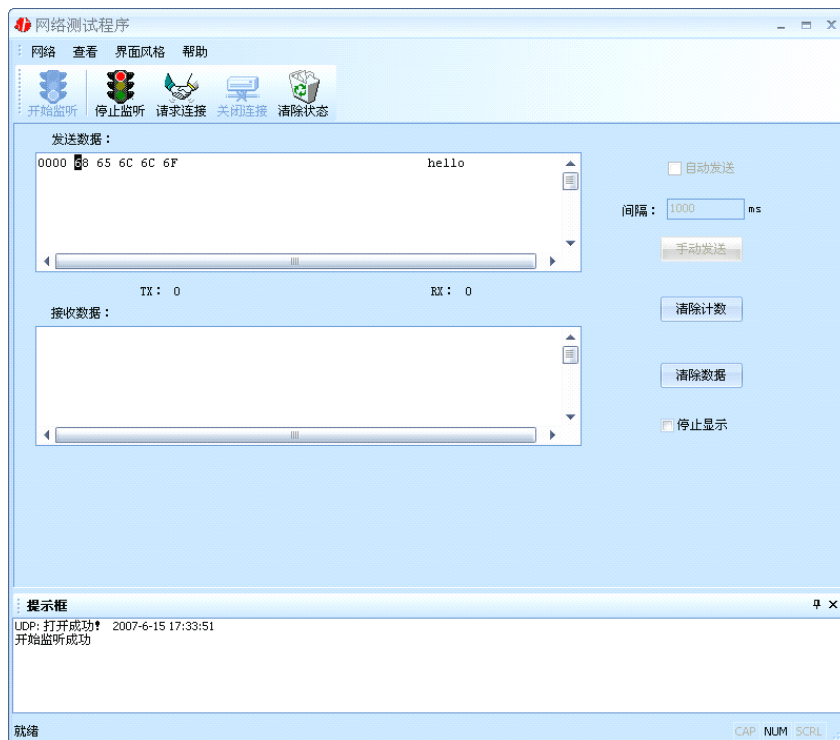 网络测试程序
网络 查看 界面风格 帮助
开始监听 停止监听 请求连接 关闭连接 清除状态
发送数据：
0000 68 65 6C 6C 6F hello
自动发送
间隔： 1000 ms
手动发送
TX： 0 RX： 0
接收数据：
清除计数
清除数据
停止显示
提示框
UDP: 打开成功！ 2007-6-15 17:33:51
开始监听成功
就绪 CAP NUM SCRL